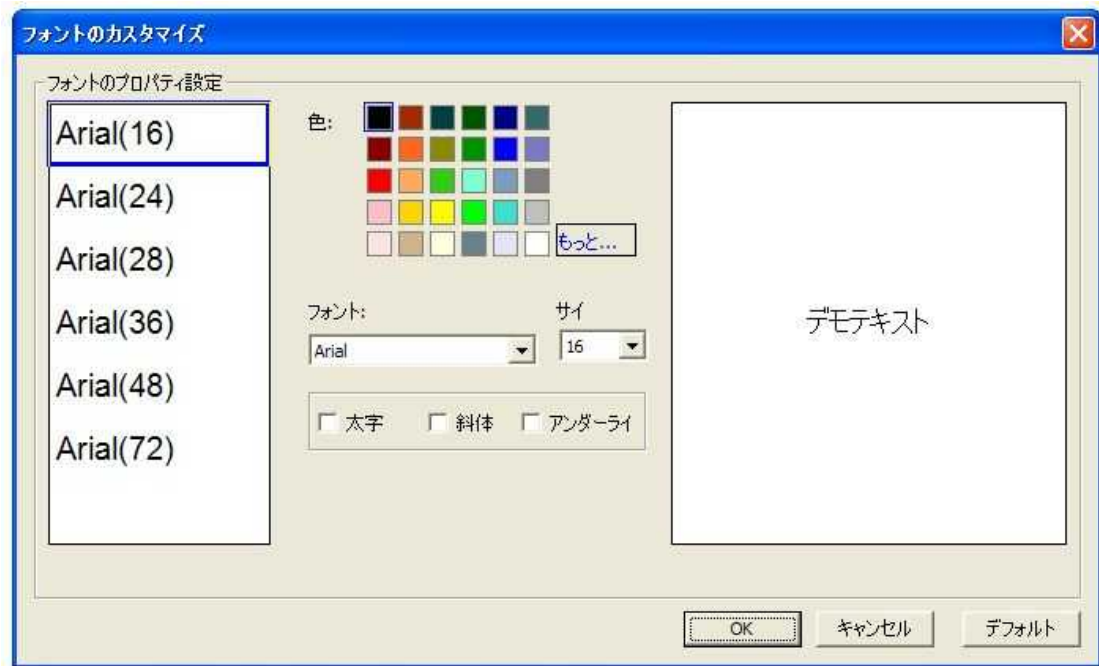 フォントのカスタマイズ
フォントのプロパティ設定
Arial(16)
Arial(24)
Arial(28)
Arial(36)
Arial(48)
Arial(72)
色:
もっと...
フォント:
サイ
Arial
16
太字
斜体
アンダーライ
デモテキスト
OK
キャンセル
デフォルト